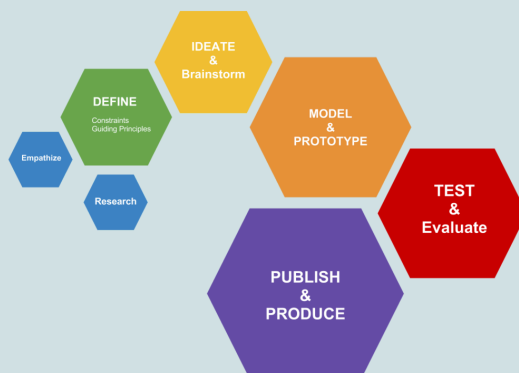 Empathize
Research
DEFINE
Constraints
Guiding Principles
IDEATE
&
Brainstorm
MODEL
&
PROTOTYPE
TEST
&
Evaluate
PUBLISH
&
PRODUCE